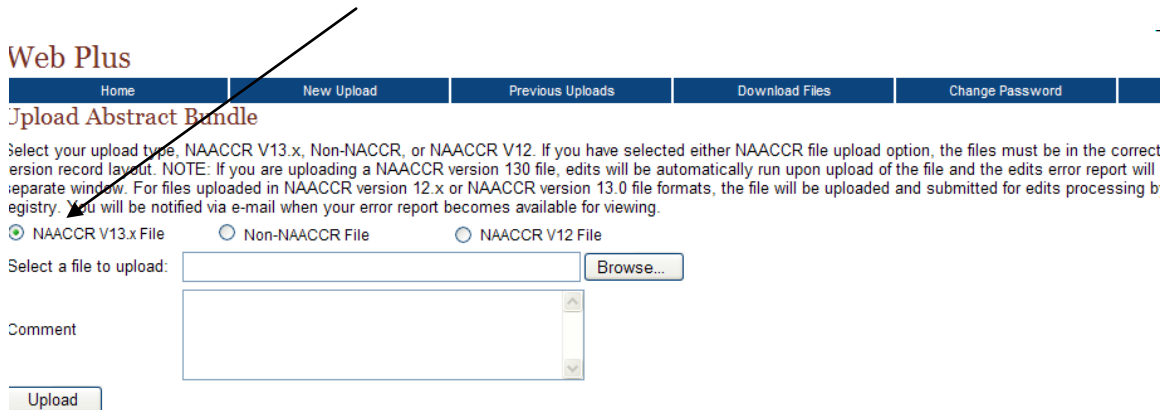 Web Plus
Home New Upload Previous Uploads Download Files Change Password
Upload Abstract Bundle
Select your upload type, NAACCR V13.x, Non-NACCR, or NAACCR V12. If you have selected either NAACCR file upload option, the files must be in the correct
version record layout. NOTE: If you are uploading a NAACCR version 130 file, edits will be automatically run upon upload of the file and the edits error report will
separate window. For files uploaded in NAACCR version 12.x or NAACCR version 13.0 file formats, the file will be uploaded and submitted for edits processing by
registry. You will be notified via e-mail when your error report becomes available for viewing.
NAACCR V13.x File Non-NAACCR File NAACCR V12 File
Select a file to upload: Browse...
Comment
Upload